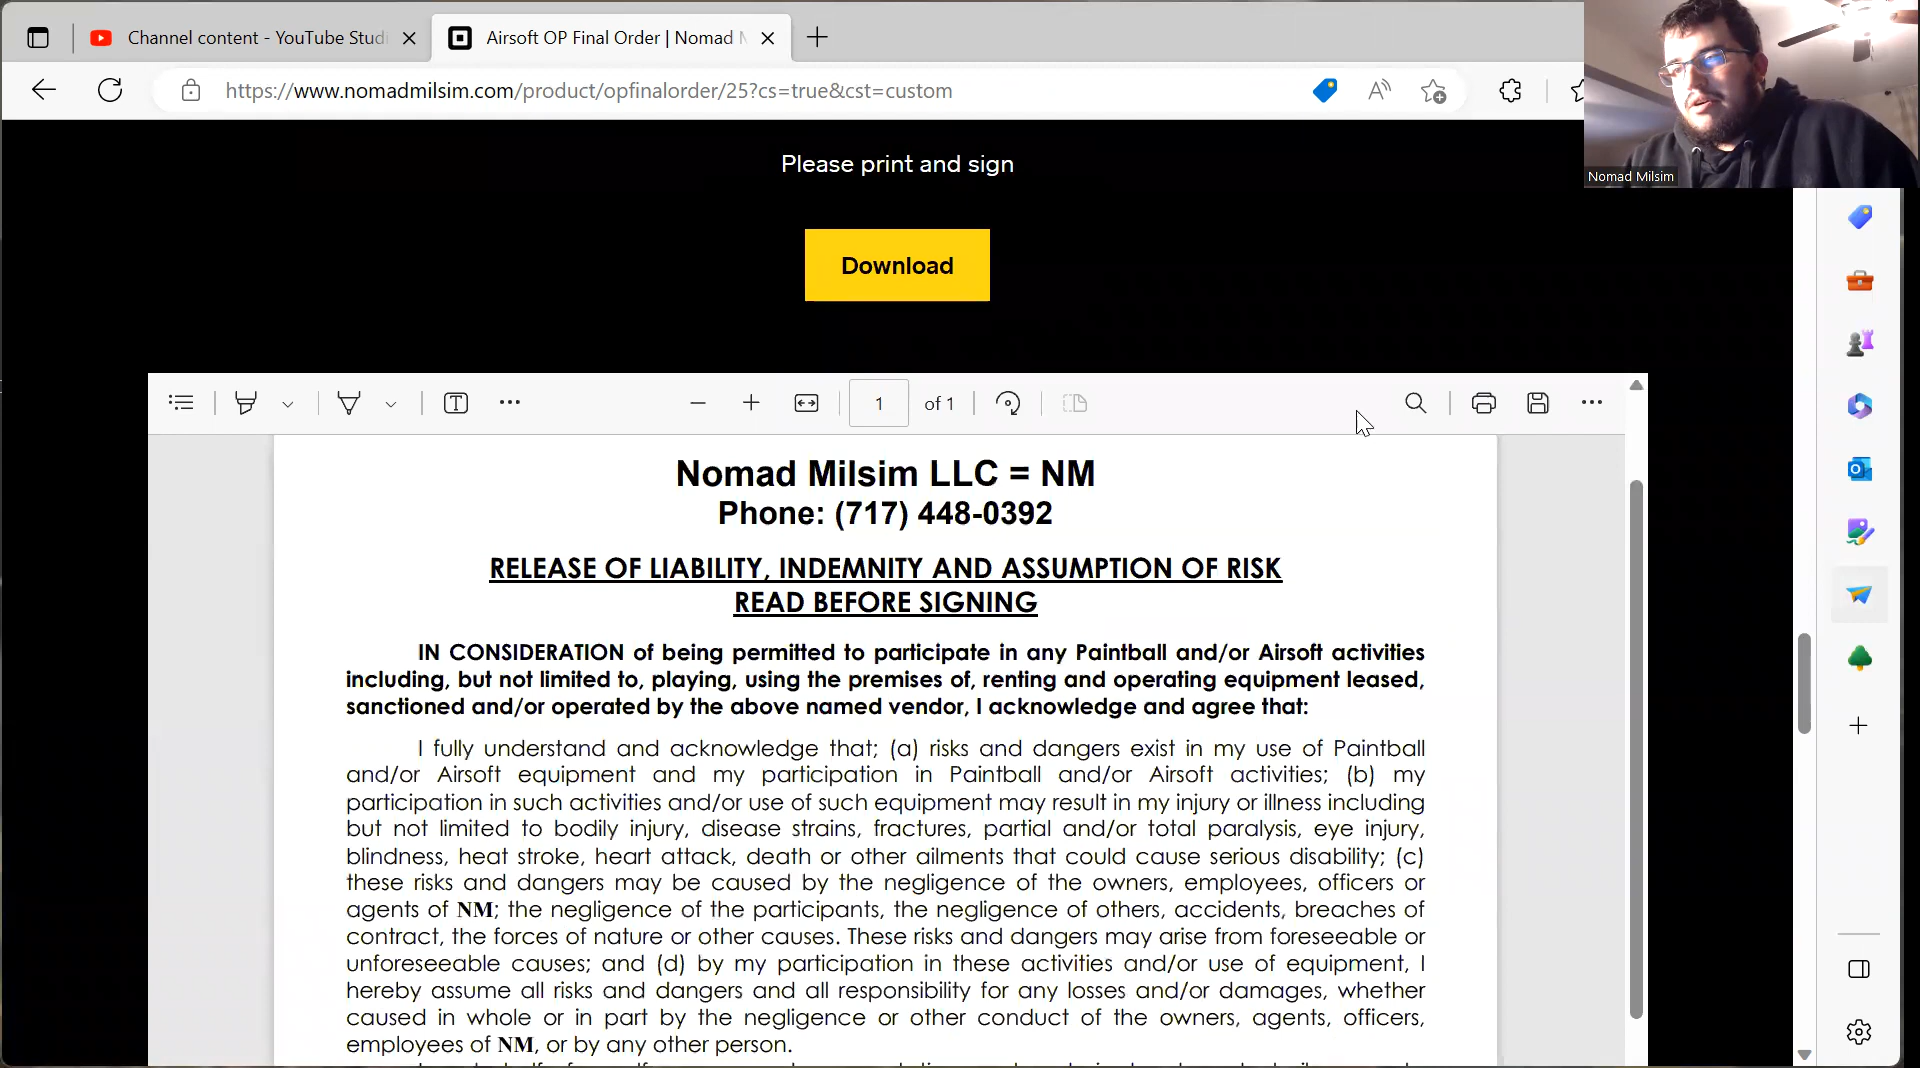 Channel content - YouTube Studi
Airsoft OP Final Order | Nomad M
https://www.nomadmilsim.com/product/opfinalorder/25?cs=true&cst=custom
Nomad Milsim
Please print and sign
Download
1 of 1
Nomad Milsim LLC = NM
Phone: (717) 448-0392
RELEASE OF LIABILITY, INDEMNITY AND ASSUMPTION OF RISK
READ BEFORE SIGNING
IN CONSIDERATION of being permitted to participate in any Paintball and/or Airsoft activities
including, but not limited to, playing, using the premises of, renting and operating equipment leased,
sanctioned and/or operated by the above named vendor, I acknowledge and agree that:
I fully understand and acknowledge that; (a) risks and dangers exist in my use of Paintball
and/or Airsoft equipment and my participation in Paintball and/or Airsoft activities; (b) my
participation in such activities and/or use of such equipment may result in my injury or illness including
but not limited to bodily injury, disease strains, fractures, partial and/or total paralysis, eye injury,
blindness, heat stroke, heart attack, death or other ailments that could cause serious disability; (c)
these risks and dangers may be caused by the negligence of the owners, employees, officers or
agents of NM; the negligence of the participants, the negligence of others, accidents, breaches of
contract, the forces of nature or other causes. These risks and dangers may arise from foreseeable or
unforeseeable causes; and (d) by my participation in these activities and/or use of equipment, I
hereby assume all risks and dangers and all responsibility for any losses and/or damages, whether
caused in whole or in part by the negligence or other conduct of the owners, agents, officers,
employees of NM, or by any other person.